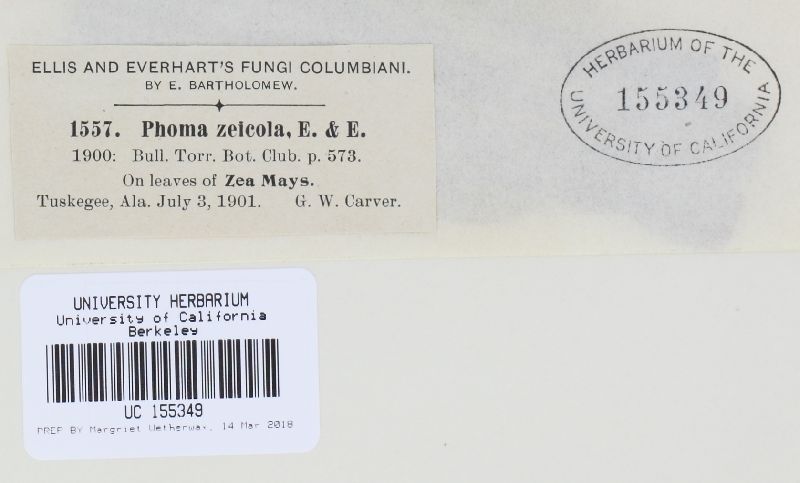 ELLIS AND EVERHART'S FUNGI COLUMBIANI.
BY E. BARTHOLOMEW.
1557. Phoma zeicola, E. & E.
1900: Bull. Torr. Bot. Club. p. 573.
On leaves of Zea Mays.
Tuskegee, Ala. July 3, 1901. G. W. Carver.
HERBARIUM OF THE
155349
UNIVERSITY OF CALIFORNIA
UNIVERSITY HERBARIUM
University of California
Berkeley
UC 155349
PREP BY Margriet Wetherwax, 14 Mar 2018